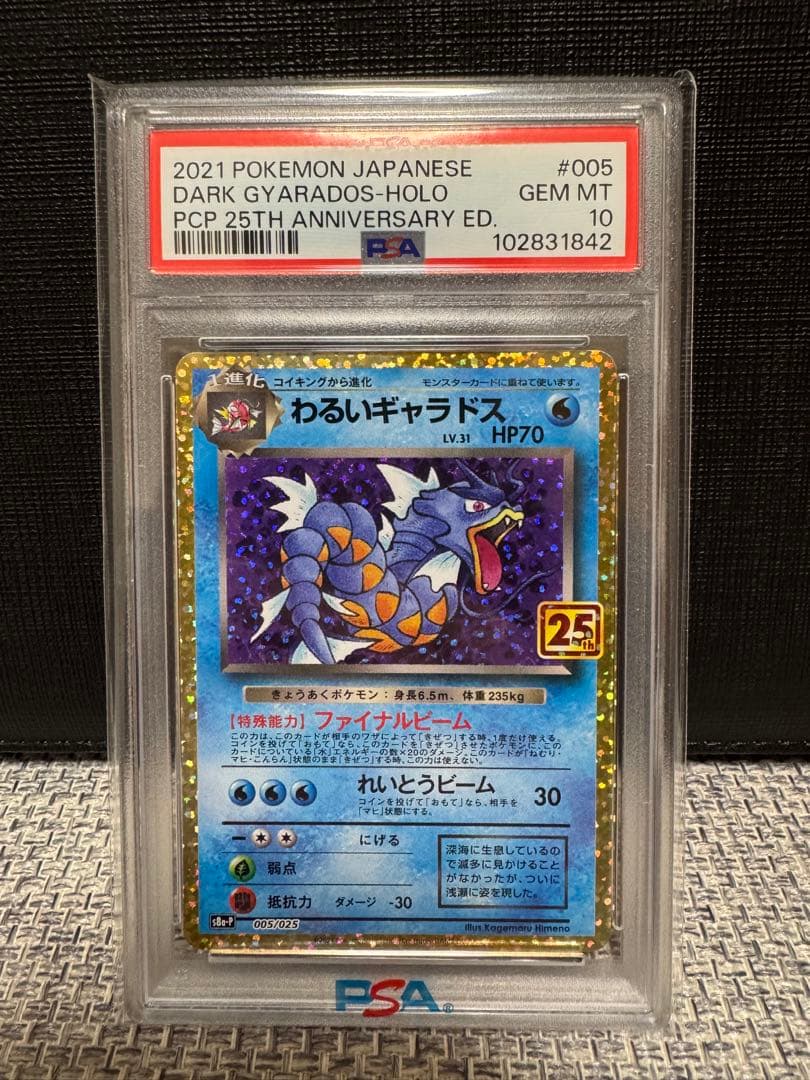 PSA
2021 POKEMON JAPANESE #005
DARK GYARADOS-HOLO GEM MT
PCP 25TH ANNIVERSARY ED. 10
PSA 102831842
1進化 コイキングから進化 モンスターカードに重ねて使います。
わるいギャラドス
LV.31 HP70
25th
きょうあくポケモン:身長6.5m、体重235kg
【特殊能力】ファイナルビーム
この力は、このカードが相手のワザによって「きぜつ」する時、1度だけ使える。
コインを投げて「おもて」なら、このカードを「きぜつ」させたポケモンに、この
カードについている「水」エネルギーの数×20のダメージ。このカードが「ねむり・
マヒ・こんらん」状態のまま「きぜつ」する時、この力は使えない。
れいとうビーム 30
コインを投げて「おもて」なら、相手を
「マヒ」状態にする。
にげる
弱点
抵抗力 ダメージ -30
深海に生息しているの
で滅多に見かけること
がなかったが、ついに
浅瀬に姿を現した。
s8a-P 005/025
Illus.Kagemaru Himeno
PSA®